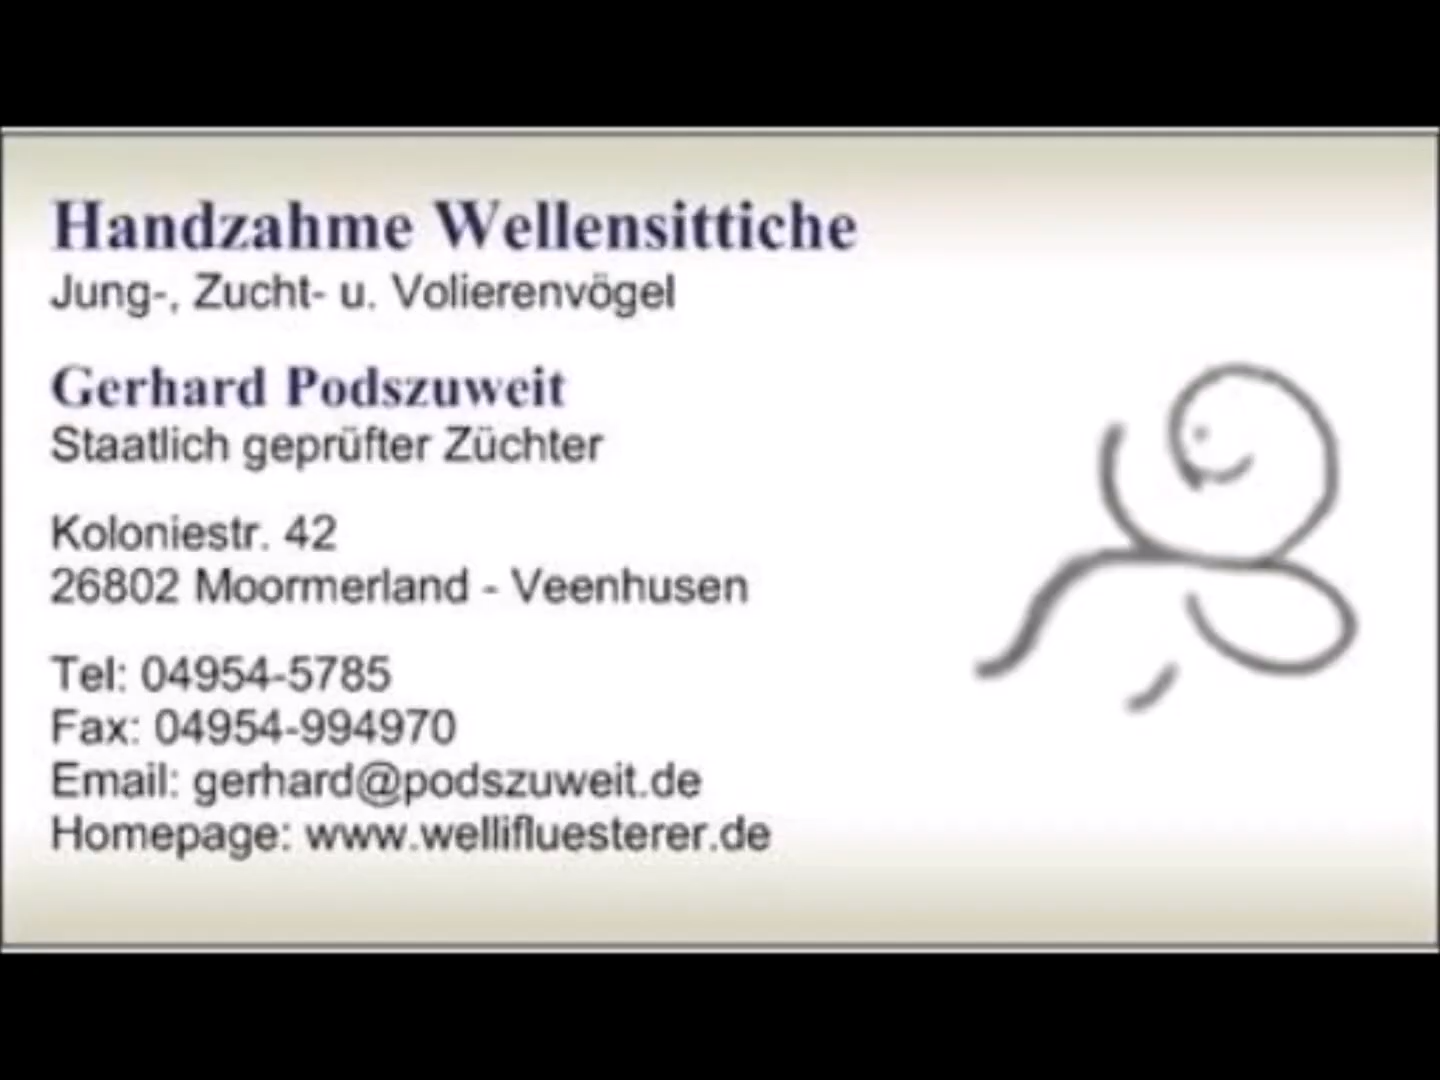 Handzahme Wellensittiche
Jung-, Zucht- u. Volierenvögel
Gerhard Podszuweit
Staatlich geprüfter Züchter
Koloniestr. 42
26802 Moormerland - Veenhusen
Tel: 04954-5785
Fax: 04954-994970
Email: gerhard@podszuweit.de
Homepage: www.wellifluesterer.de